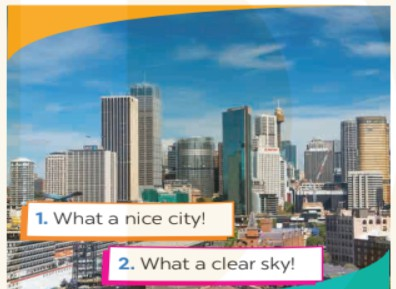 1. What a nice city!
2. What a clear sky!